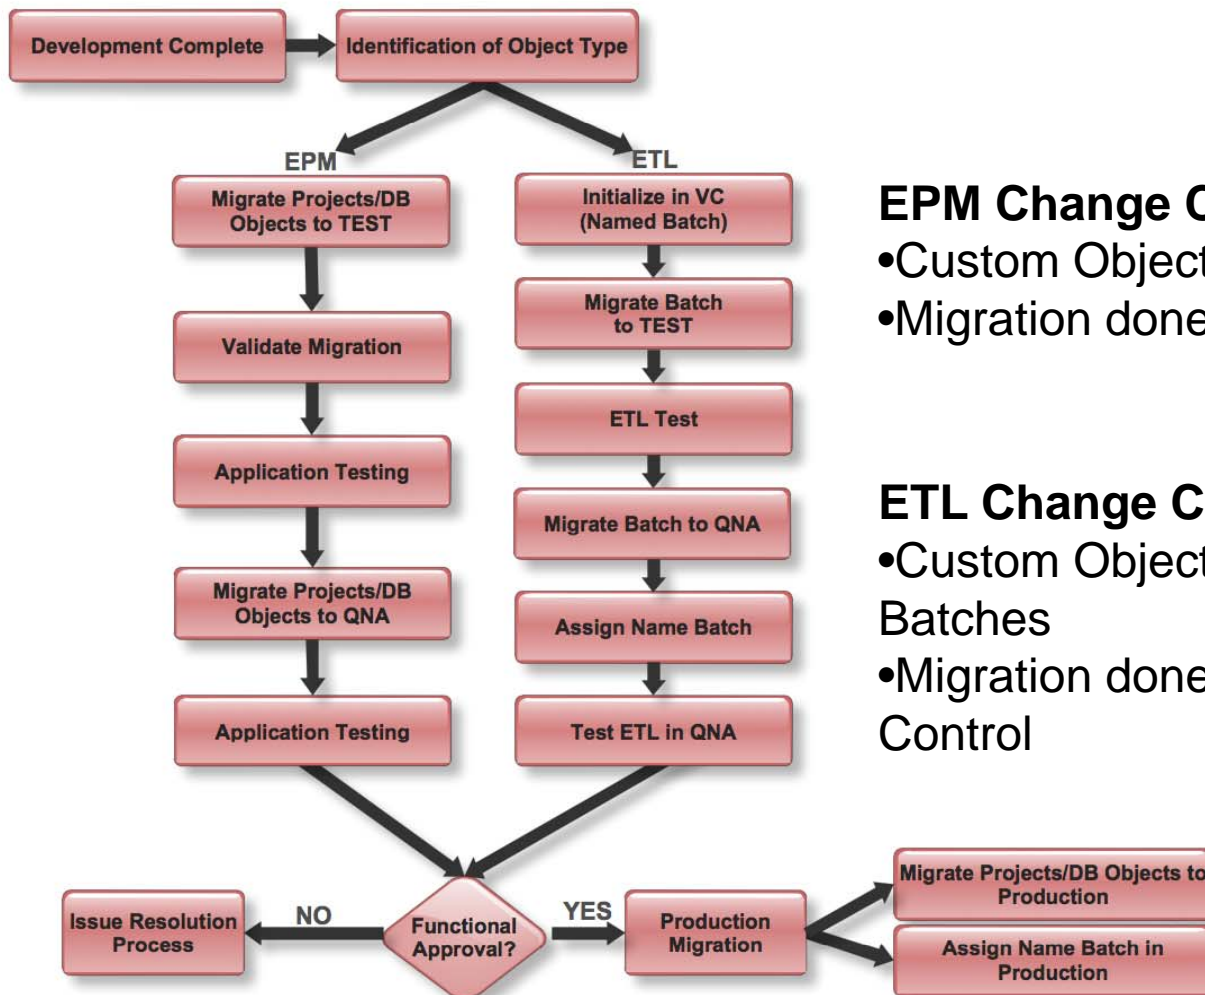 Development Complete
Identification of Object Type
EPM
ETL
Migrate Projects/DB
Objects to TEST
Validate Migration
Application Testing
Migrate Projects/DB
Objects to QNA
Application Testing
Initialize in VC
(Named Batch)
Migrate Batch
to TEST
ETL Test
Migrate Batch to QNA
Assign Name Batch
Test ETL in QNA
Functional
Approval?
NO
Issue Resolution
Process
YES
Production
Migration
Migrate Projects/DB Objects to
Production
Assign Name Batch in
Production
EPM Change
•Custom
•Migration done
ETL Change
•Custom
Batches
•Migration done
Control